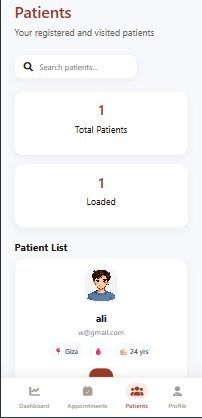 Patients
Your registered and visited patients
Search patients...
1
Total Patients
1
Loaded
Patient List
ali
w@gmail.com
Giza
24 yrs
Dashboard
Appointments
Patients
Profile